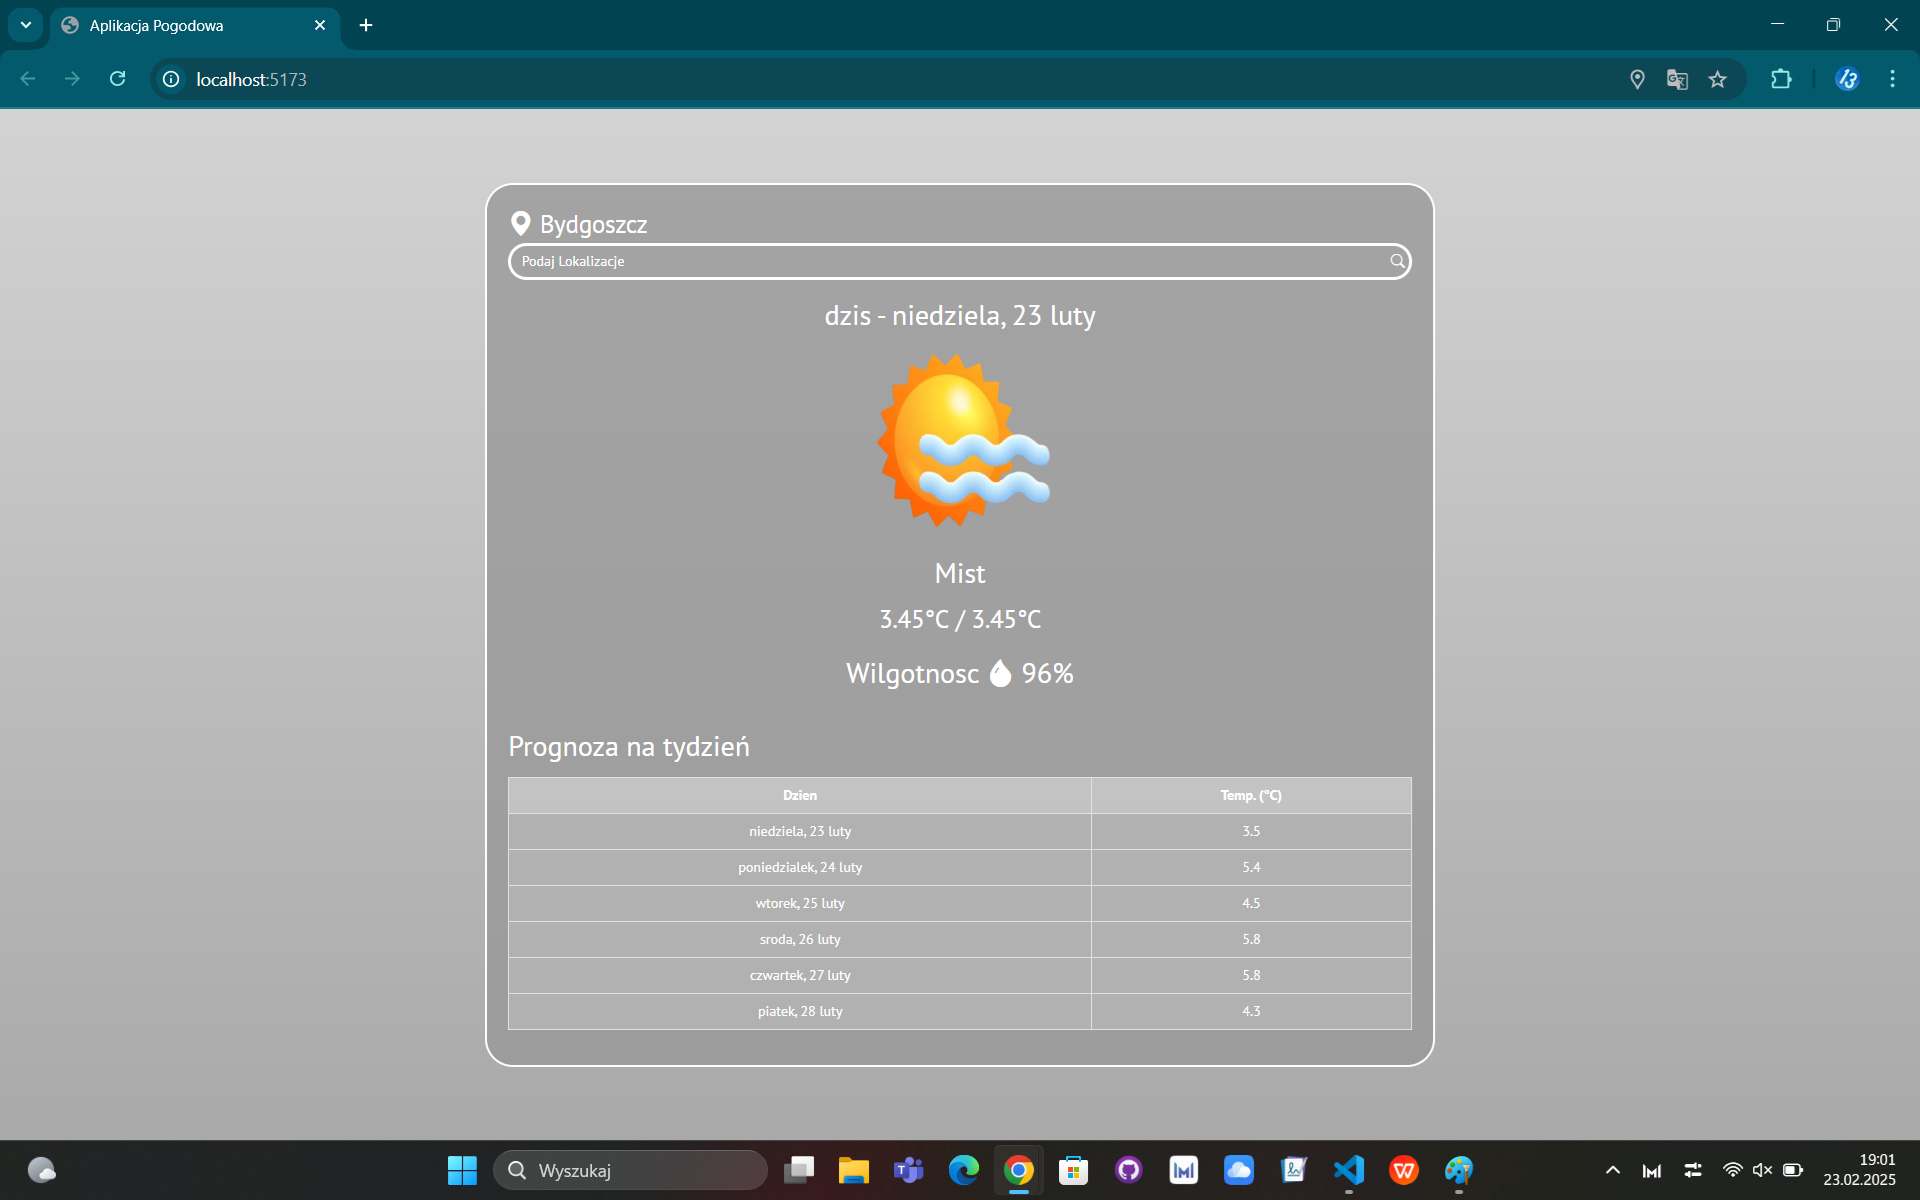 Aplikacja Pogodowa
localhost:5173
Bydgoszcz
Podaj Lokalizacje
dzis - niedziela, 23 luty
Mist
3.45°C / 3.45°C
Wilgotnosc 96%
Prognoza na tydzień
Dzien Temp. (°C)
niedziela, 23 luty 3.5
poniedzialek, 24 luty 5.4
wtorek, 25 luty 4.5
sroda, 26 luty 5.8
czwartek, 27 luty 5.8
piatek, 28 luty 4.3
Wyszukaj
19:01
23.02.2025